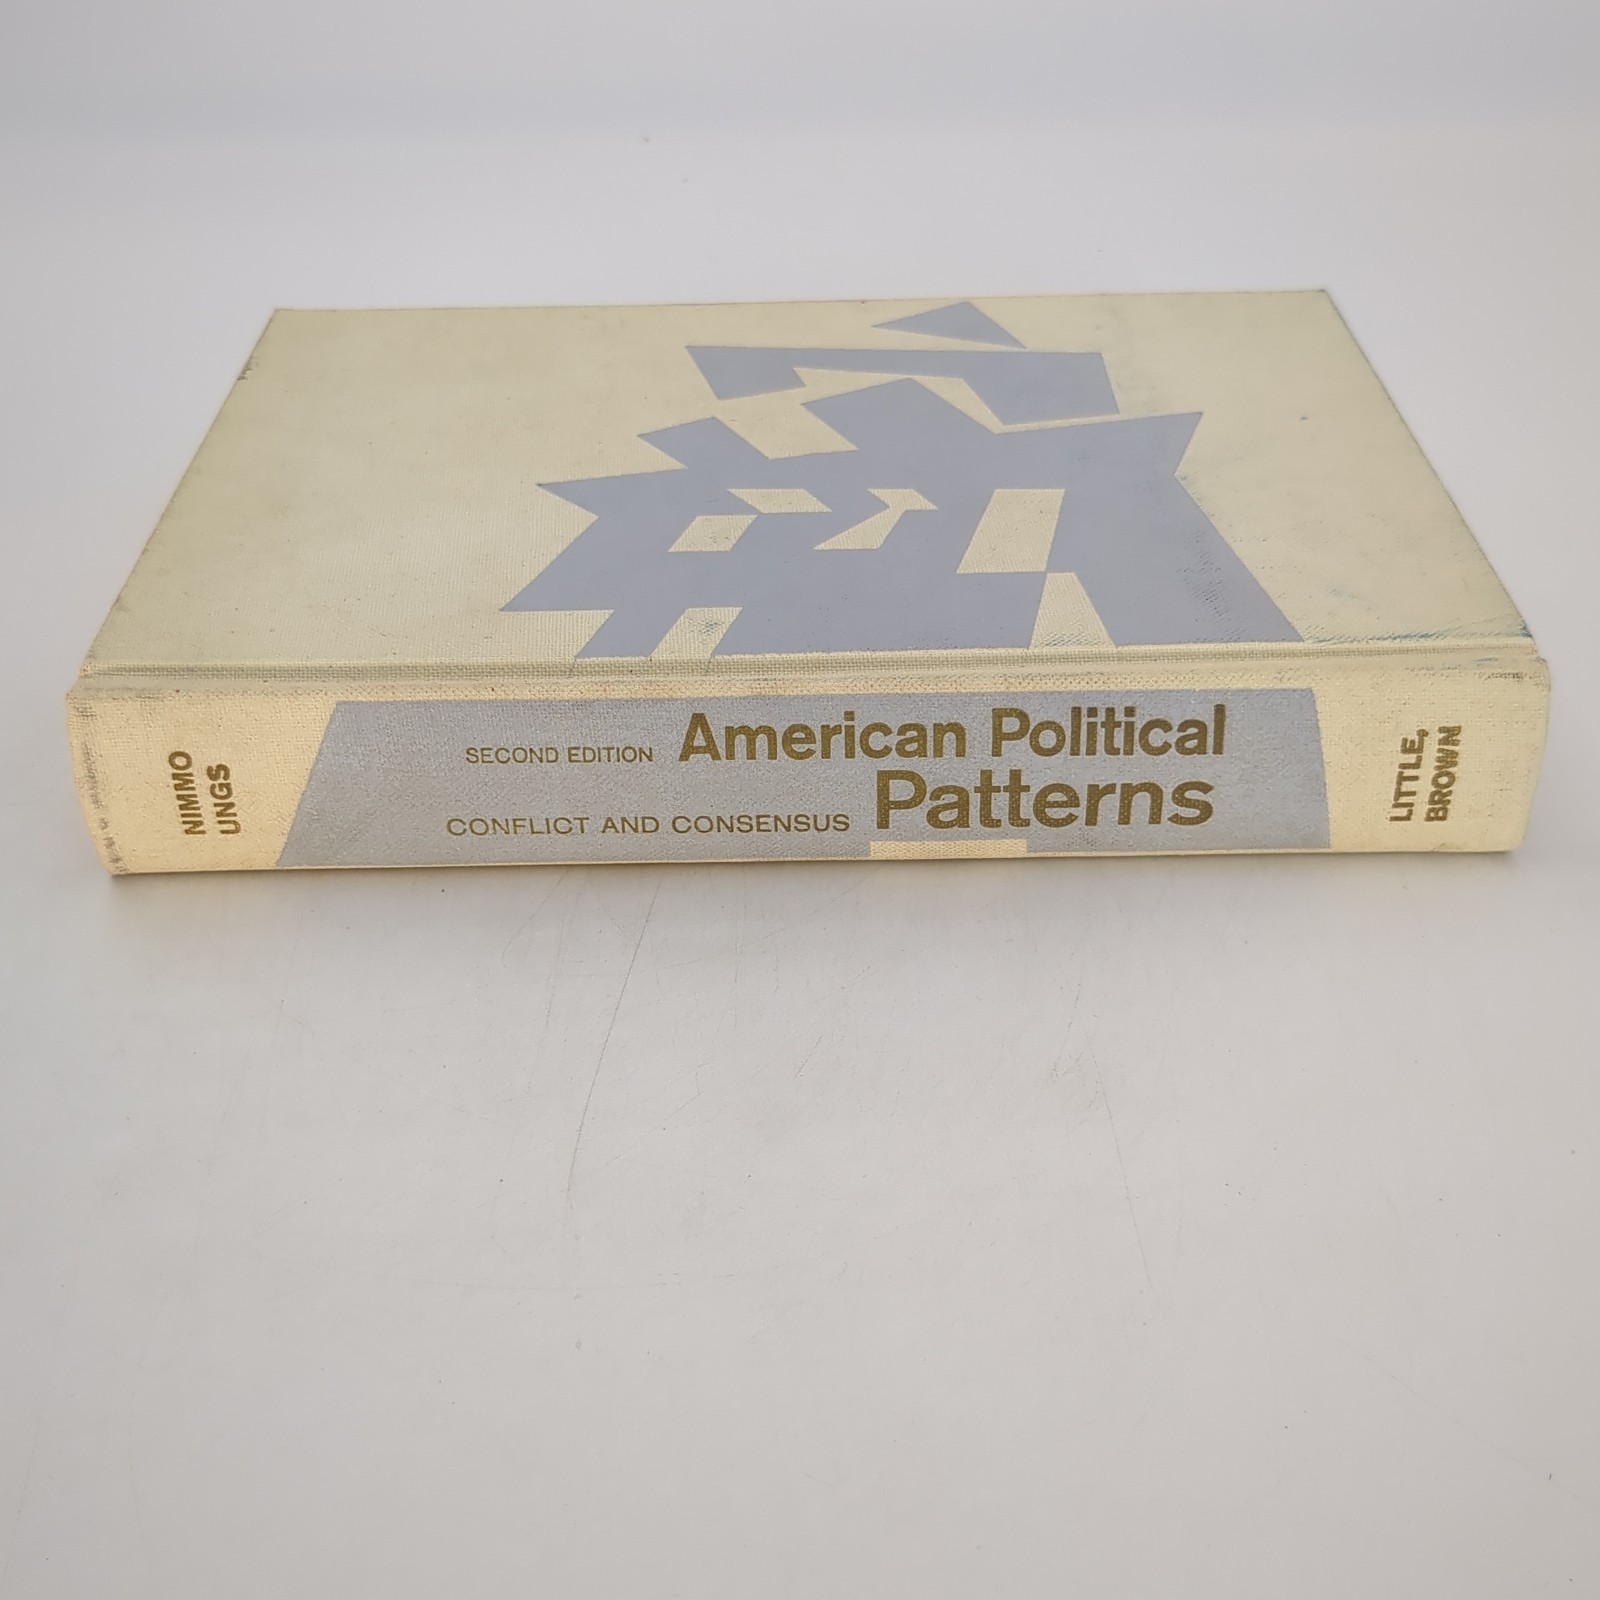 NIMMO
UNGS
SECOND EDITION American Political
CONFLICT AND CONSENSUS Patterns
LITTLE,
BROWN